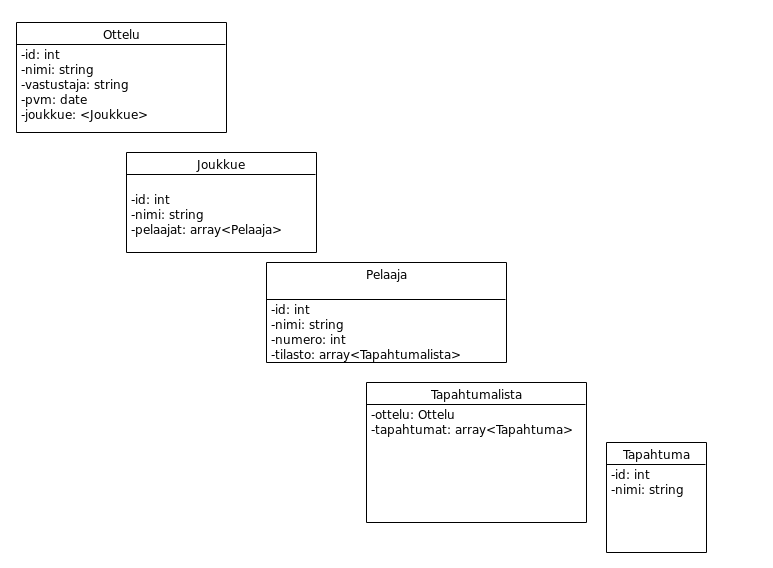 Ottelu
-id: int
-nimi: string
-vastustaja: string
-pvm: date
-joukkue: <Joukkue>
Joukkue
-id: int
-nimi: string
-pelaajat: array<Pelaaja>
Pelaaja
-id: int
-nimi: string
-numero: int
-tilasto: array<Tapahtumalista>
Tapahtumalista
-ottelu: Ottelu
-tapahtumat: array<Tapahtuma>
Tapahtuma
-id: int
-nimi: string